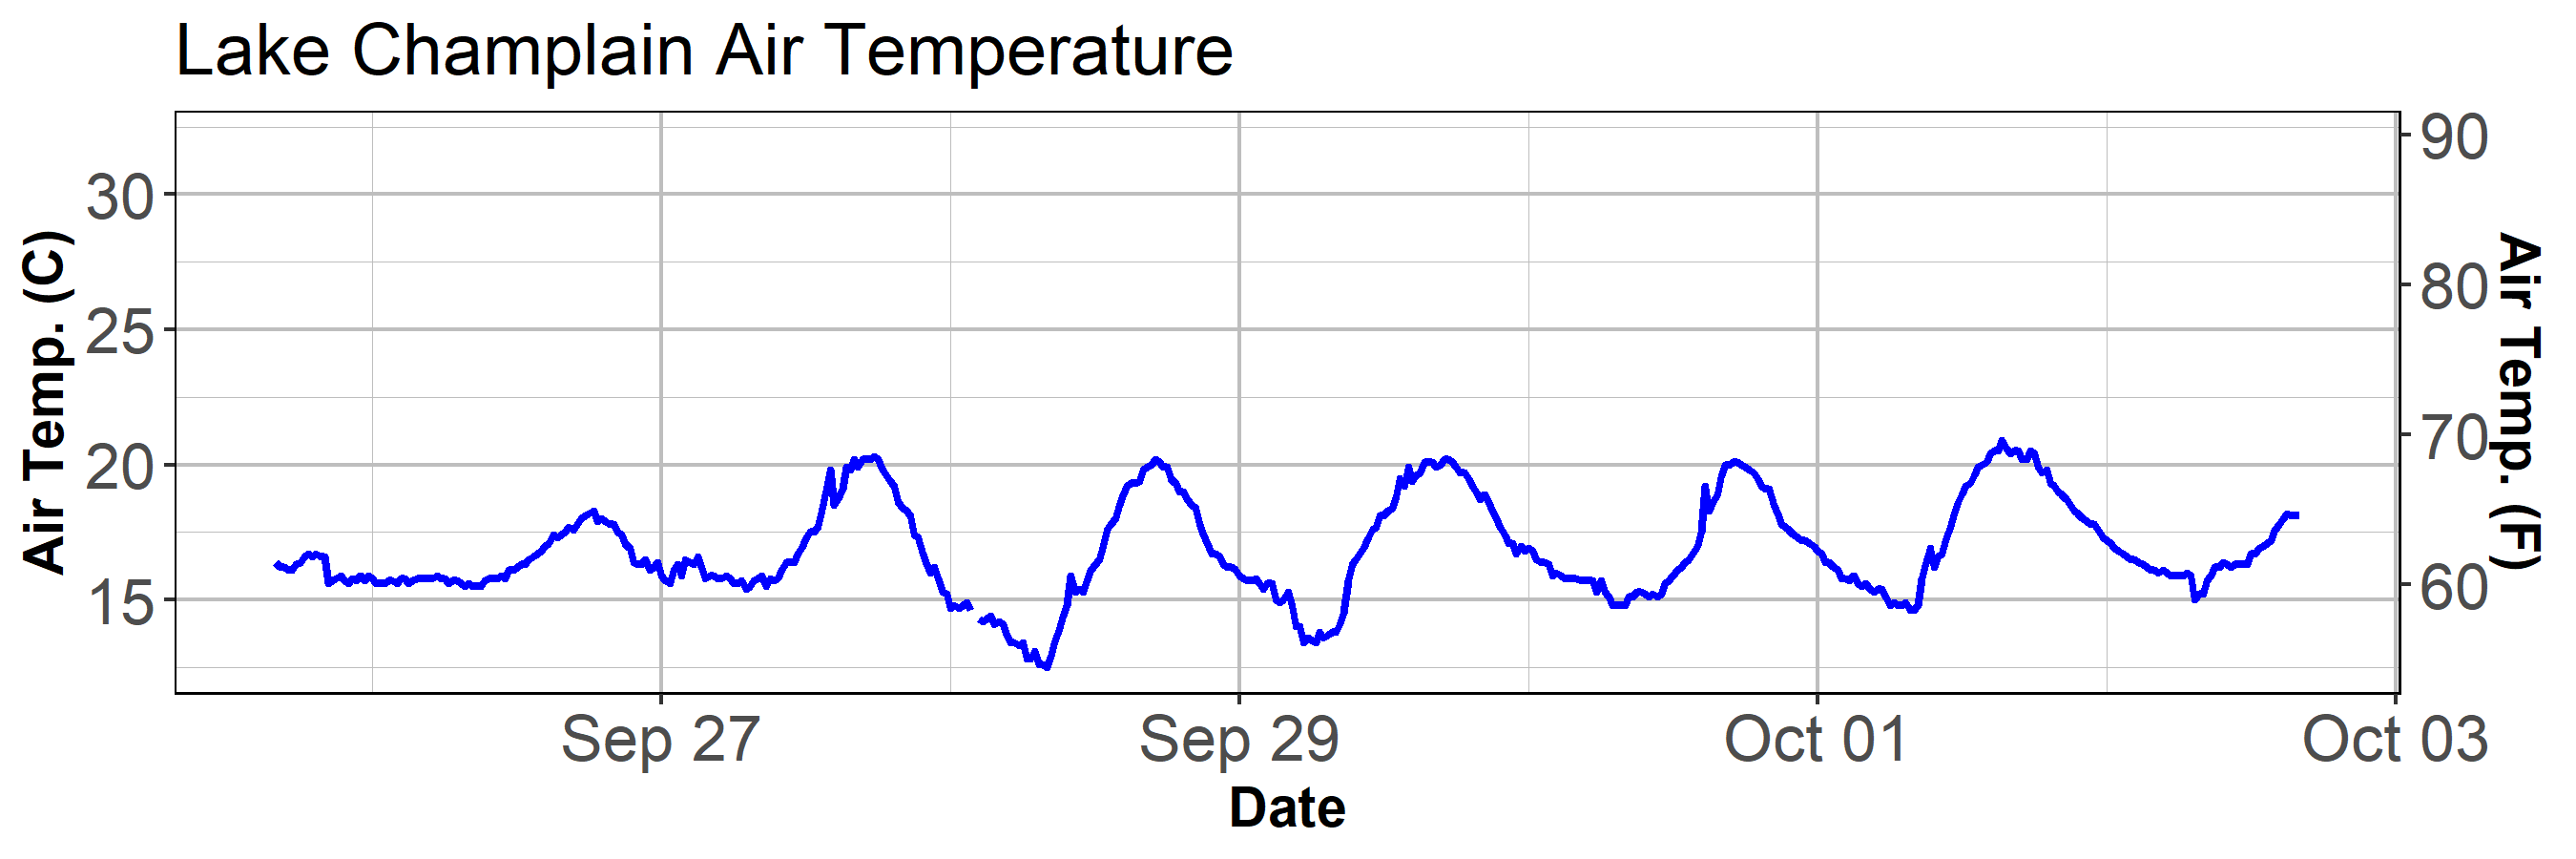 Lake Champlain Air Temperature
Air Temp. (C)
30
25
20
15
90
80
70
60
Air Temp. (F)
Sep 27
Sep 29
Oct 01
Oct 03
Date